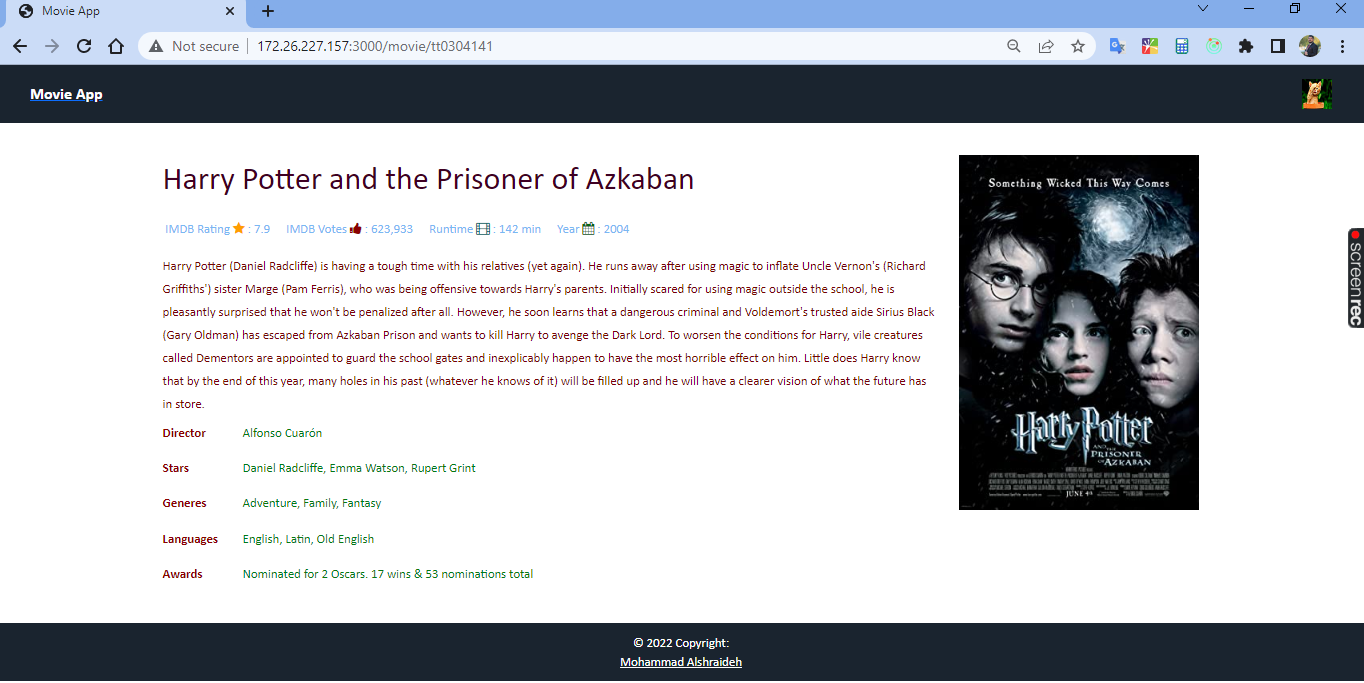 Movie App
Not secure
172.26.227.157:3000/movie/tt0304141
Movie App
Harry Potter and the Prisoner of Azkaban
IMDB Rating : 7.9 IMDB Votes : 623,933 Runtime : 142 min Year : 2004
Harry Potter (Daniel Radcliffe) is having a tough time with his relatives (yet again). He runs away after using magic to inflate Uncle Vernon's (Richard
Griffiths') sister Marge (Pam Ferris), who was being offensive towards Harry's parents. Initially scared for using magic outside the school, he is
pleasantly surprised that he won't be penalized after all. However, he soon learns that a dangerous criminal and Voldemort's trusted aide Sirius Black
(Gary Oldman) has escaped from Azkaban Prison and wants to kill Harry to avenge the Dark Lord. To worsen the conditions for Harry, vile creatures
called Dementors are appointed to guard the school gates and inexplicably happen to have the most horrible effect on him. Little does Harry know
that by the end of this year, many holes in his past (whatever he knows of it) will be filled up and he will have a clearer vision of what the future has
in store.
Director Alfonso Cuarón
Stars Daniel Radcliffe, Emma Watson, Rupert Grint
Generes Adventure, Family, Fantasy
Languages English, Latin, Old English
Awards Nominated for 2 Oscars. 17 wins & 53 nominations total
Something Wicked This Way Comes
Harry Potter
AND THE
PRISONER
OF AZKABAN
JUNE 4th
screenrec
© 2022 Copyright:
Mohammad Alshraideh